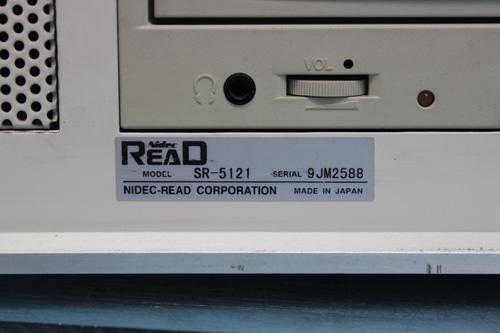 VOL
Nidec
READ
MODEL SR-5121 SERIAL 9JM2588
NIDEC-READ CORPORATION MADE IN JAPAN